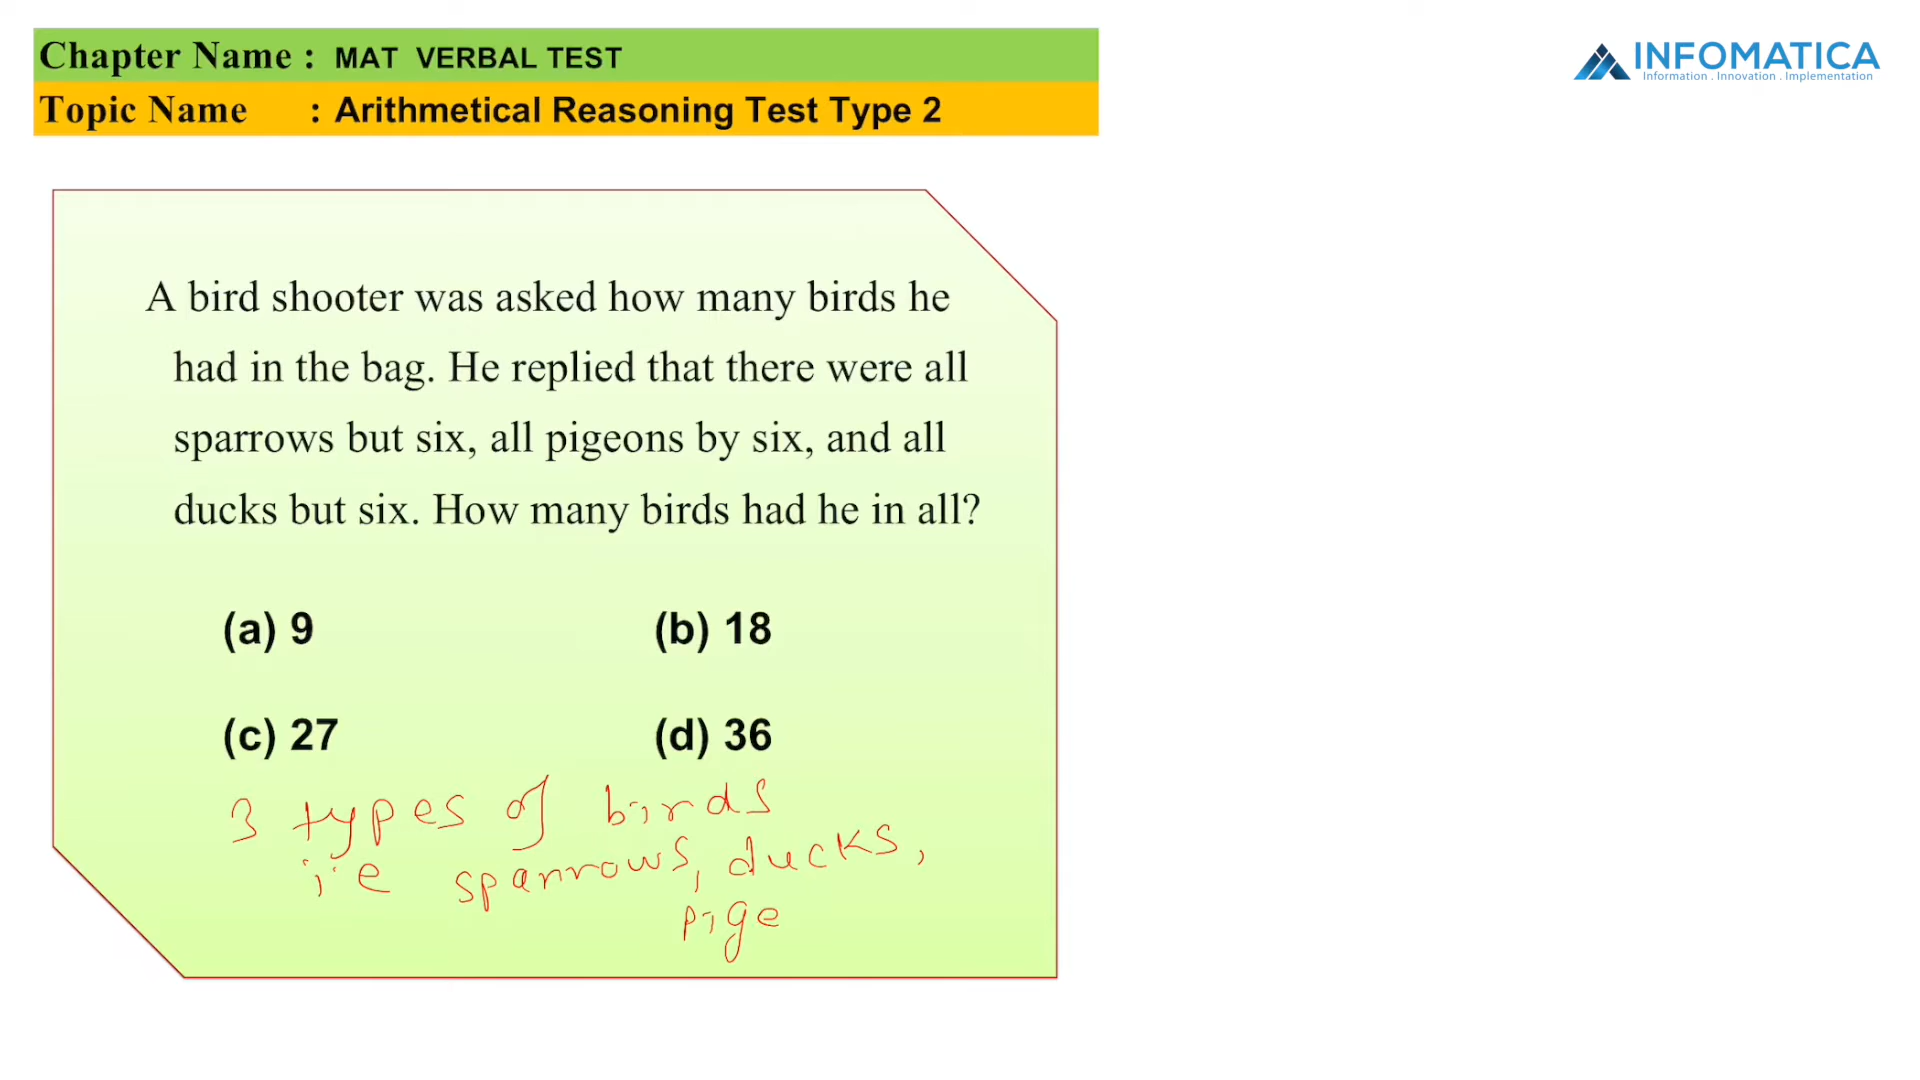 Chapter Name : MAT VERBAL TEST
Topic Name : Arithmetical Reasoning Test Type 2
INFOMATICA
Information . Innovation . Implementation
A bird shooter was asked how many birds he
had in the bag. He replied that there were all
sparrows but six, all pigeons by six, and all
ducks but six. How many birds had he in all?
(a) 9 (b) 18
(c) 27 (d) 36
3 types of birds
i.e sparrows, ducks,
pige